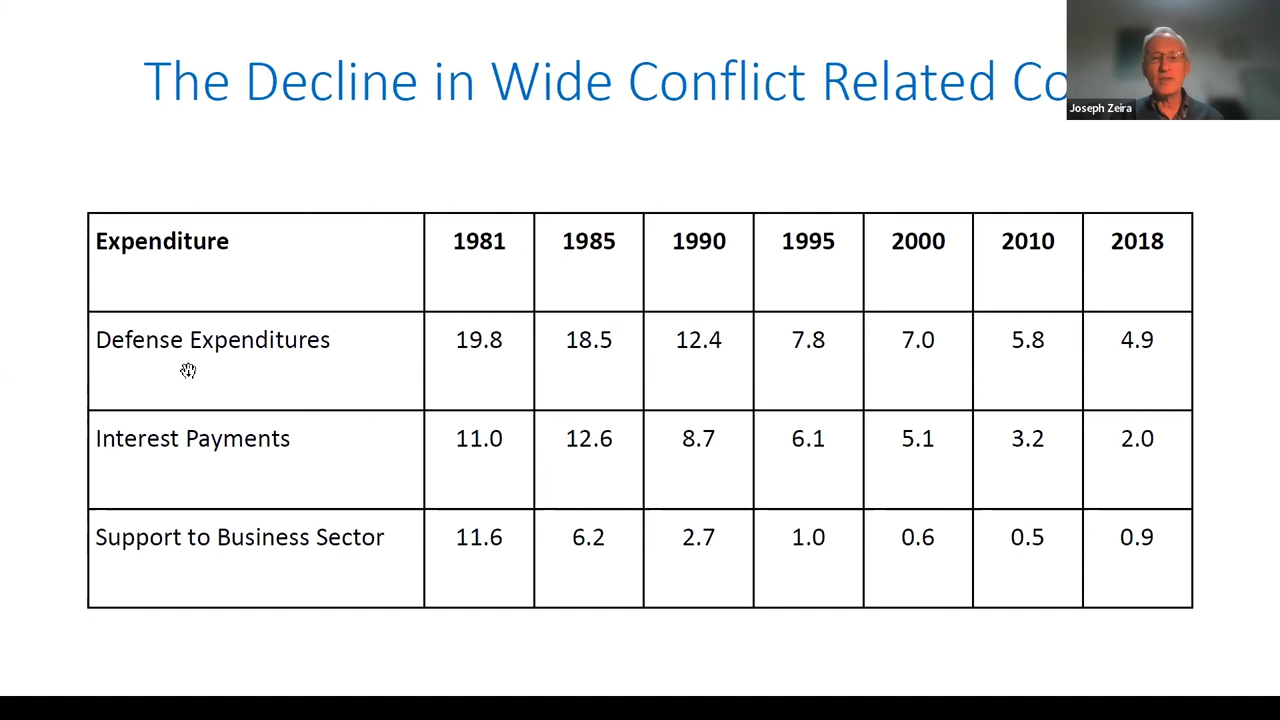 The Decline in Wide Conflict Related Co
Joseph Zeira
Expenditure 1981 1985 1990 1995 2000 2010 2018
Defense Expenditures 19.8 18.5 12.4 7.8 7.0 5.8 4.9
Interest Payments 11.0 12.6 8.7 6.1 5.1 3.2 2.0
Support to Business Sector 11.6 6.2 2.7 1.0 0.6 0.5 0.9